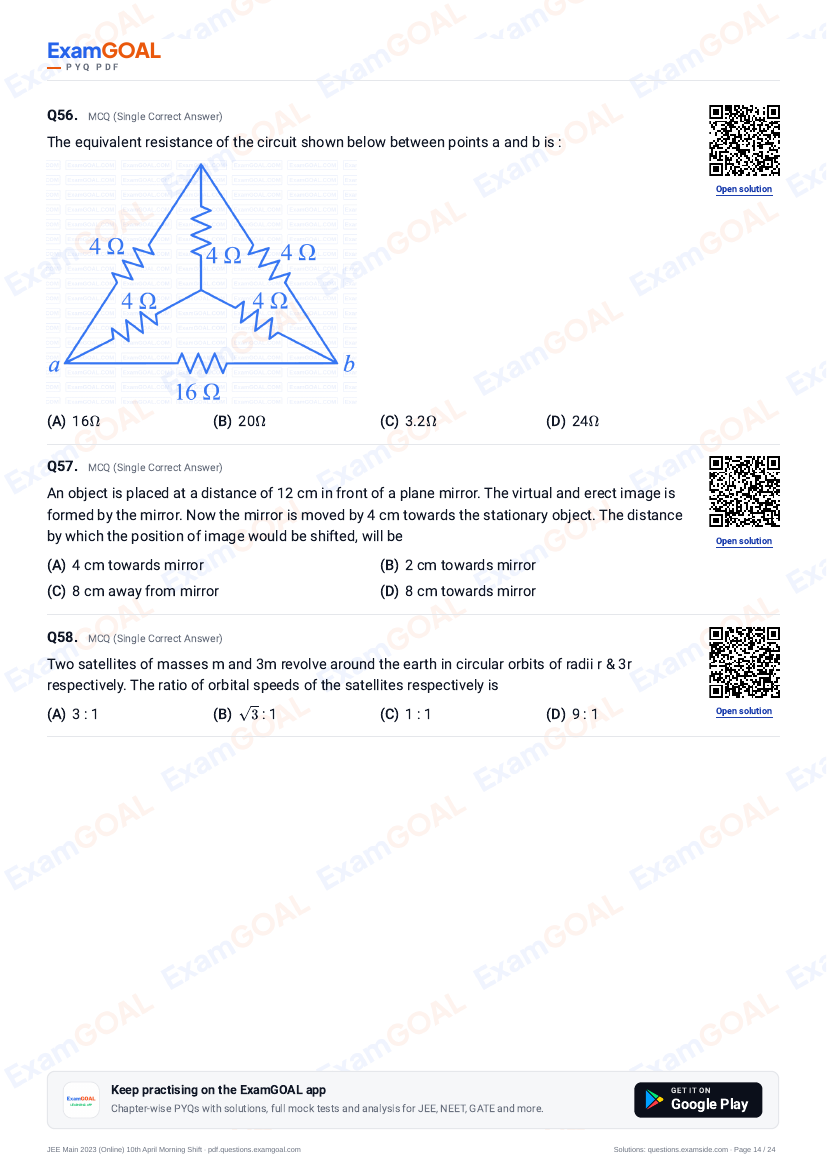 ExamGOAL
PYQ PDF
Q56. MCQ (Single Correct Answer)
The equivalent resistance of the circuit shown below between points a and b is :
Open solution
4 Ω 4 Ω 4 Ω
4 Ω 4 Ω
a b
16 Ω
(A) 16Ω (B) 20Ω (C) 3.2Ω (D) 24Ω
Q57. MCQ (Single Correct Answer)
An object is placed at a distance of 12 cm in front of a plane mirror. The virtual and erect image is
formed by the mirror. Now the mirror is moved by 4 cm towards the stationary object. The distance
by which the position of image would be shifted, will be
Open solution
(A) 4 cm towards mirror (B) 2 cm towards mirror
(C) 8 cm away from mirror (D) 8 cm towards mirror
Q58. MCQ (Single Correct Answer)
Two satellites of masses m and 3m revolve around the earth in circular orbits of radii r & 3r
respectively. The ratio of orbital speeds of the satellites respectively is
Open solution
(A) 3 : 1 (B) √3 : 1 (C) 1 : 1 (D) 9 : 1
Keep practising on the ExamGOAL app
Chapter-wise PYQs with solutions, full mock tests and analysis for JEE, NEET, GATE and more.
GET IT ON
Google Play
JEE Main 2023 (Online) 10th April Morning Shift · pdf.questions.examgoal.com Solutions: questions.examside.com · Page 14 / 24